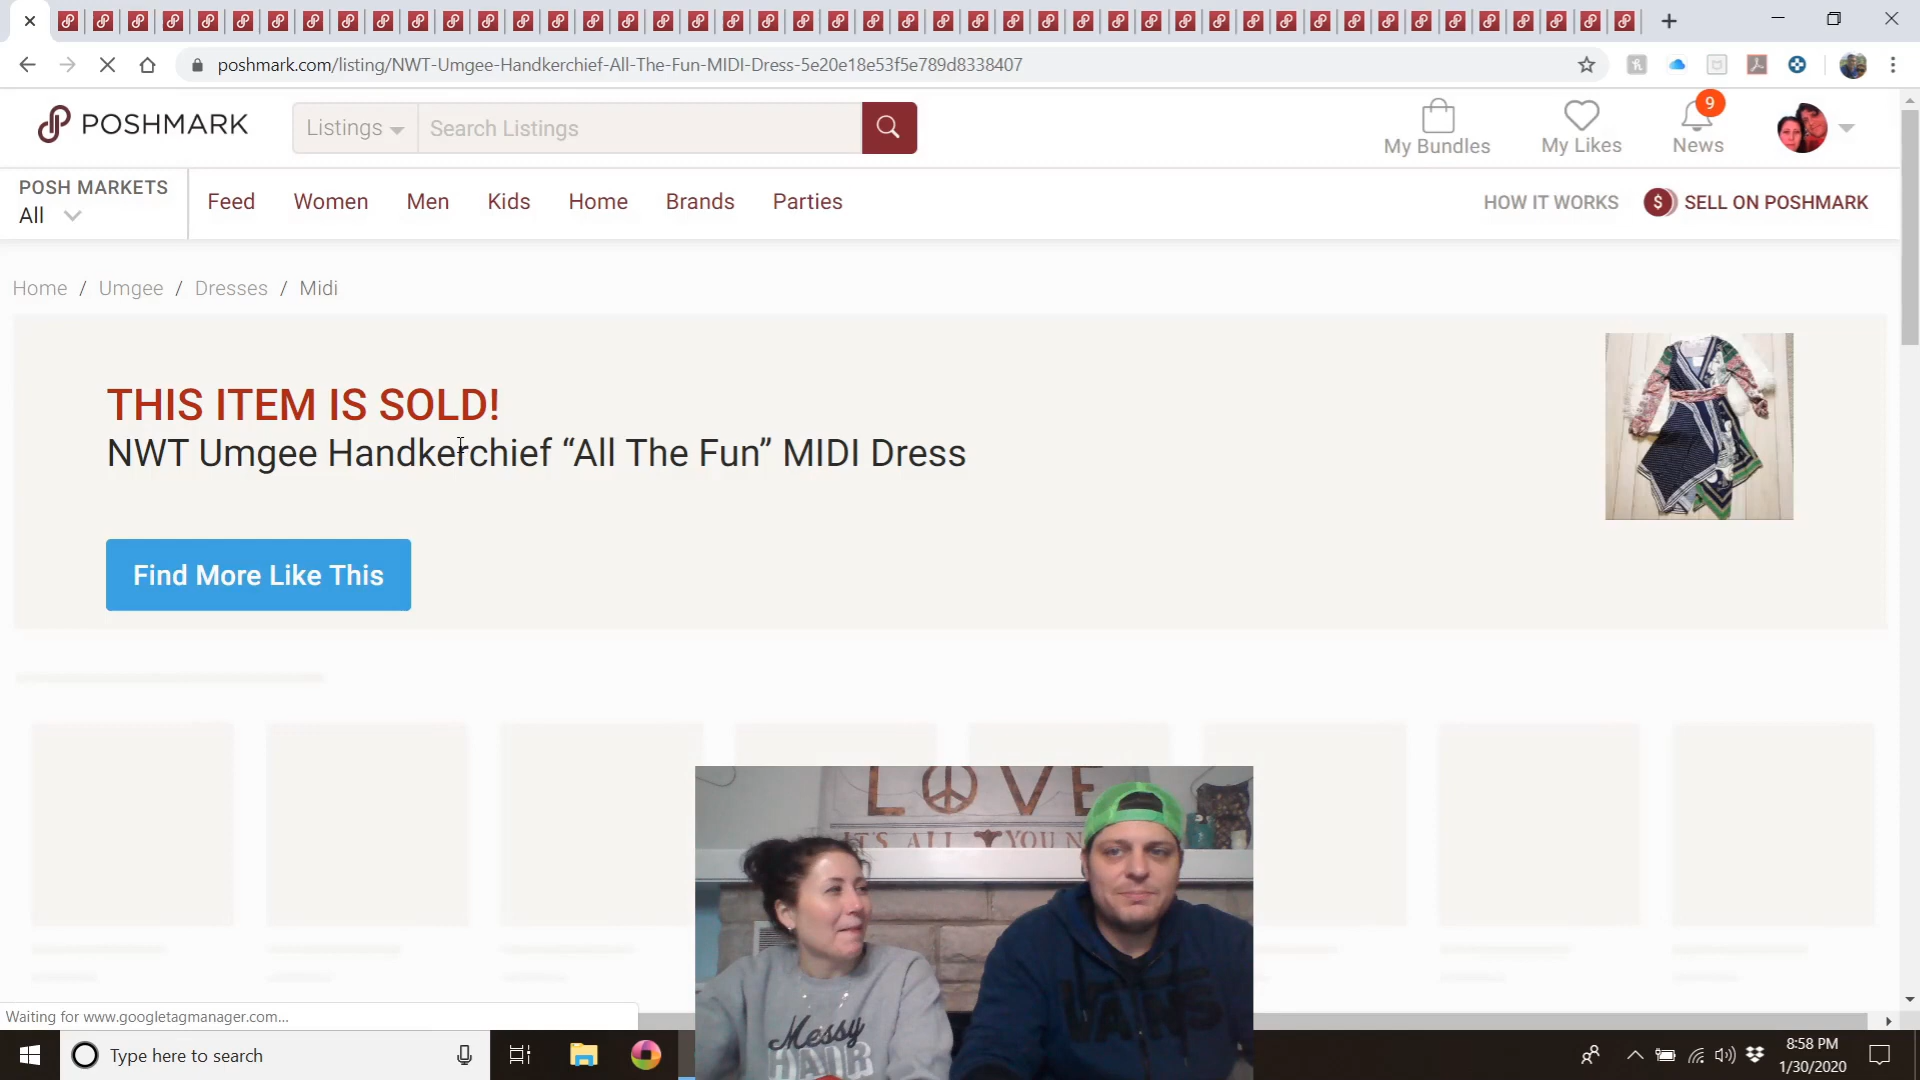 poshmark.com/listing/NWT-Umgee-Handkerchief-All-The-Fun-MIDI-Dress-5e20e18e53f5e789d8338407
POSHMARK
Listings
Search Listings
My Bundles
My Likes
9
News
POSH MARKETS
All
Feed
Women
Men
Kids
Home
Brands
Parties
HOW IT WORKS
$ SELL ON POSHMARK
Home / Umgee / Dresses / Midi
THIS ITEM IS SOLD!
NWT Umgee Handkerchief “All The Fun” MIDI Dress
Find More Like This
LOVE
IT'S ALL YOU N
Messy
HAIR
VANS
Waiting for www.googletagmanager.com...
Type here to search
8:58 PM
1/30/2020